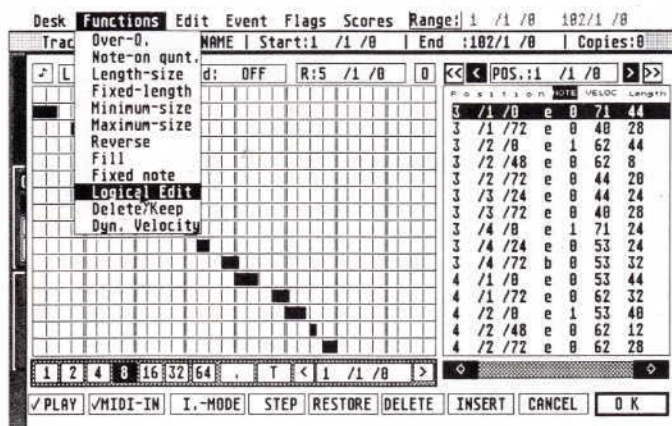 Desk Functions Edit Event Flags Scores Range: 1 /1 /0 102/1 /0
Trac NAME | Start:1 /1 /0 | End :102/1 /0 | Copies:0
Over-Q.
Note-on qunt.
Length-size
Fixed-length
Minimum-size
Maximum-size
Reverse
Fill
Fixed note
Logical Edit
Delete/Keep
Dyn. Velocity
♪ L d: OFF R:5 /1 /0 0 << < POS.:1 /1 /0 > >>
Position NOTE VELOC Length
3 /1 /0 e 0 71 44
3 /1 /72 e 0 40 28
3 /2 /0 e 1 62 44
3 /2 /48 e 0 62 8
3 /2 /72 e 0 44 20
3 /3 /24 e 0 44 24
3 /3 /72 e 0 40 28
3 /4 /0 e 1 71 24
3 /4 /24 e 0 53 24
3 /4 /72 b 0 53 32
4 /1 /0 e 0 53 44
4 /1 /72 e 0 62 32
4 /2 /0 e 1 53 40
4 /2 /48 e 0 62 12
4 /2 /72 e 0 62 28
1 2 4 8 16 32 64 . T < 1 /1 /0 >
✓PLAY ✓MIDI-IN I.-MODE STEP RESTORE DELETE INSERT CANCEL O K